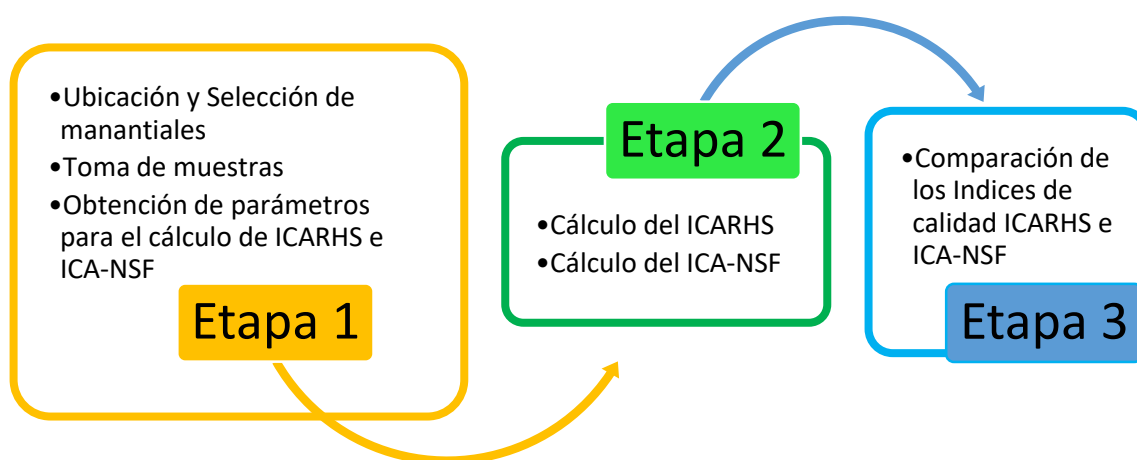 •Ubicación y Selección de
manantiales
•Toma de muestras
•Obtención de parámetros
para el cálculo de ICARHS e
ICA-NSF
Etapa 1
Etapa 2
•Cálculo del ICARHS
•Cálculo del ICA-NSF
•Comparación de
los Indices de
calidad ICARHS e
ICA-NSF
Etapa 3